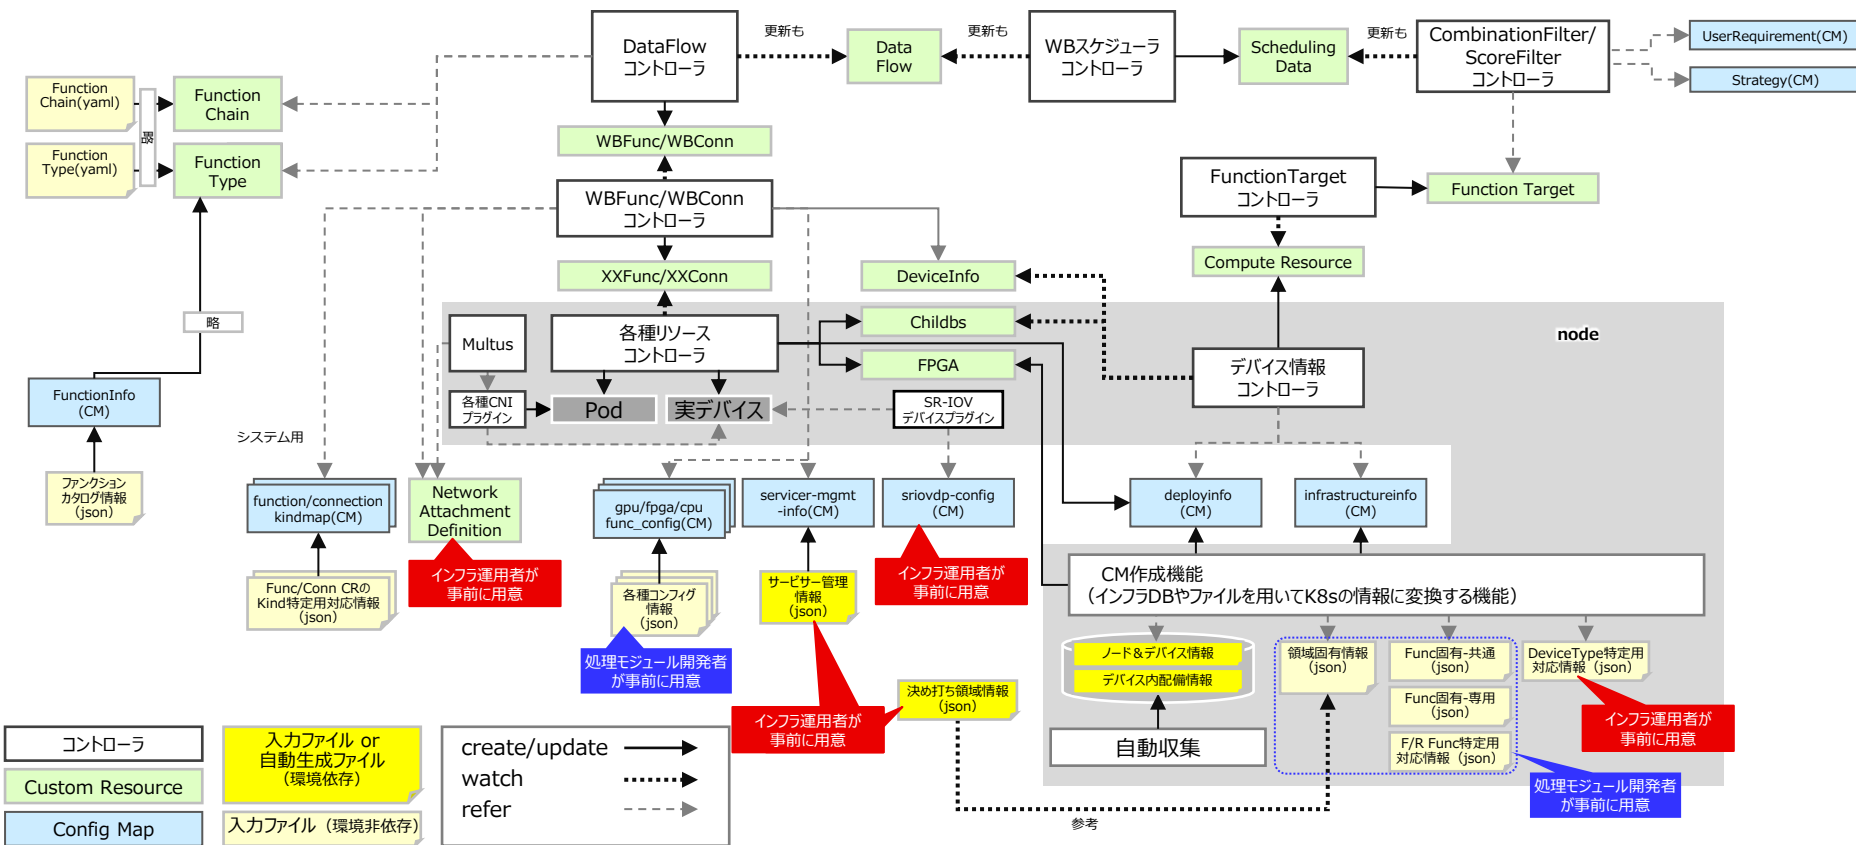 更新も
更新も
更新も
DataFlow
コントローラ
Data
Flow
WBスケジューラ
コントローラ
Scheduling
Data
CombinationFilter/
ScoreFilter
コントローラ
UserRequirement(CM)
Strategy(CM)
Function
Chain(yaml)
Function
Chain
略
Function
Type(yaml)
Function
Type
WBFunc/WBConn
WBFunc/WBConn
コントローラ
FunctionTarget
コントローラ
Function Target
XXFunc/XXConn
DeviceInfo
Compute Resource
略
node
Multus
各種リソース
コントローラ
Childbs
FPGA
デバイス情報
コントローラ
FunctionInfo
(CM)
各種CNI
プラグイン
Pod
実デバイス
SR-IOV
デバイスプラグイン
システム用
ファンクション
カタログ情報
(json)
function/connection
kindmap(CM)
Network
Attachment
Definition
gpu/fpga/cpu
func_config(CM)
servicer-mgmt
-info(CM)
sriovdp-config
(CM)
deployinfo
(CM)
infrastructureinfo
(CM)
Func/Conn CRの
Kind特定用対応情報
(json)
インフラ運用者が
事前に用意
各種コンフィグ
情報
(json)
サービサー管理
情報
(json)
インフラ運用者が
事前に用意
CM作成機能
（インフラDBやファイルを用いてK8sの情報に変換する機能）
処理モジュール開発者
が事前に用意
ノード＆デバイス情報
デバイス内配備情報
領域固有情報
(json)
Func固有-共通
(json)
DeviceType特定用
対応情報（json)
決め打ち領域情報
(json)
Func固有-専用
(json)
インフラ運用者が
事前に用意
インフラ運用者が
事前に用意
自動収集
F/R Func特定用
対応情報（json)
処理モジュール開発者
が事前に用意
参考
コントローラ
Custom Resource
Config Map
入力ファイル or
自動生成ファイル
（環境依存）
入力ファイル（環境非依存）
create/update
watch
refer